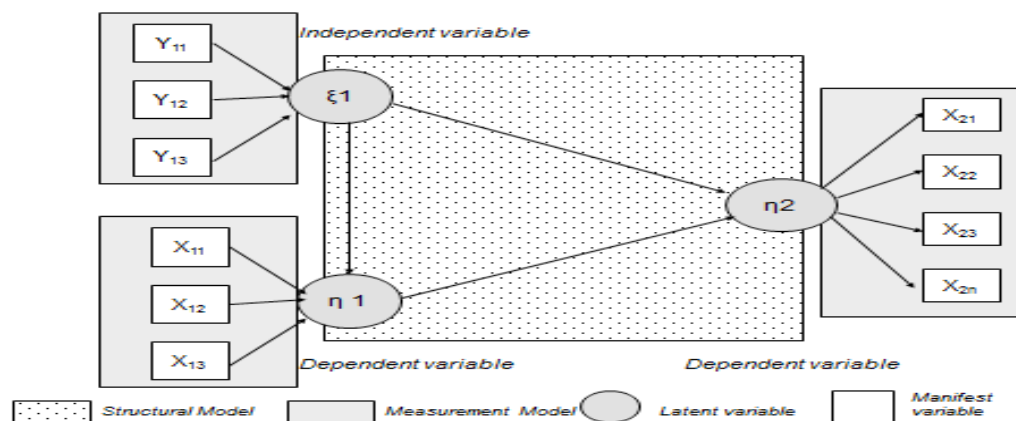 Independent variable
Y₁₁
Y₁₂
Y₁₃
ξ1
X₁₁
X₁₂
X₁₃
η 1
η2
X₂₁
X₂₂
X₂₃
X₂ₙ
Dependent variable
Dependent variable
Structural Model
Measurement Model
Latent variable
Manifest
variable